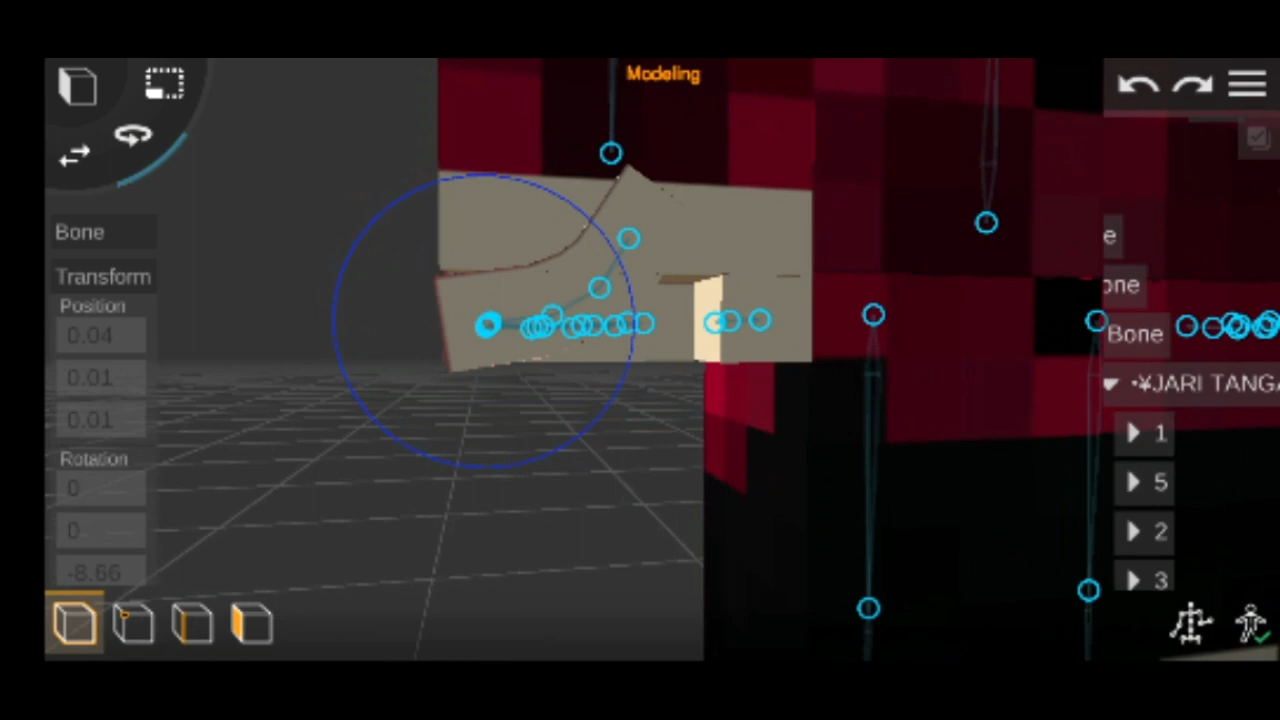 Modeling
Bone
Transform
Position
0.04
0.01
0.01
Rotation
0
0
-8.66
e
one
Bone
•¥JARI TANGA
1
5
2
3